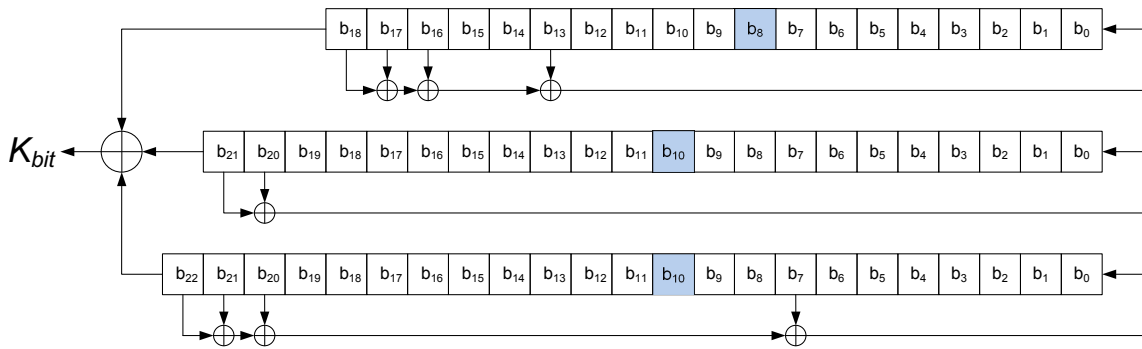 b₁₈ b₁₇ b₁₆ b₁₅ b₁₄ b₁₃ b₁₂ b₁₁ b₁₀ b₉ b₈ b₇ b₆ b₅ b₄ b₃ b₂ b₁ b₀
K_bit
b₂₁ b₂₀ b₁₉ b₁₈ b₁₇ b₁₆ b₁₅ b₁₄ b₁₃ b₁₂ b₁₁ b₁₀ b₉ b₈ b₇ b₆ b₅ b₄ b₃ b₂ b₁ b₀
b₂₂ b₂₁ b₂₀ b₁₉ b₁₈ b₁₇ b₁₆ b₁₅ b₁₄ b₁₃ b₁₂ b₁₁ b₁₀ b₉ b₈ b₇ b₆ b₅ b₄ b₃ b₂ b₁ b₀